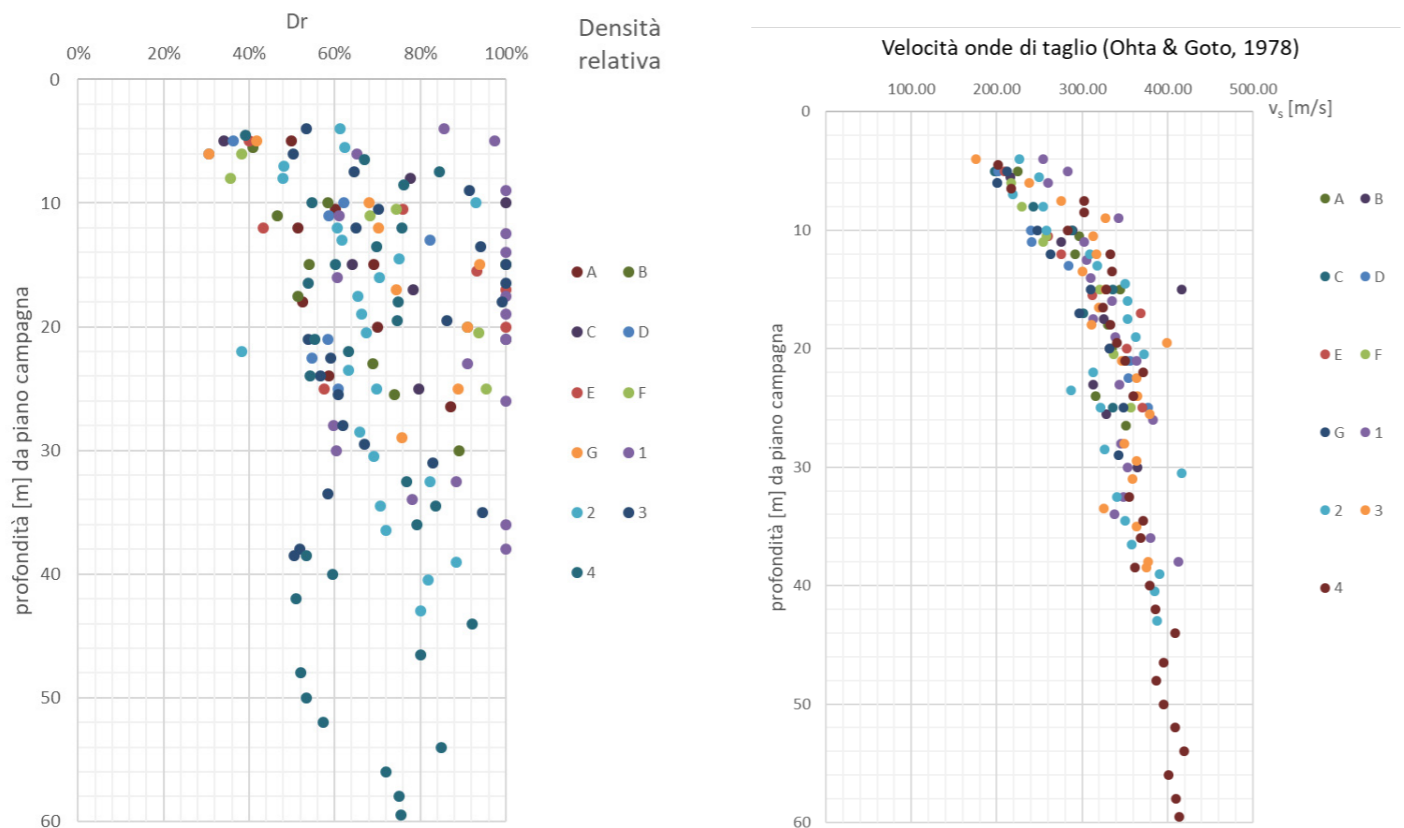 Dr
Densità
relativa
0% 20% 40% 60% 80% 100%
0
10
20
30
40
50
60
profondità [m] da piano campagna
A B
C D
E F
G 1
2 3
4
Velocità onde di taglio (Ohta & Goto, 1978)
100.00 200.00 300.00 400.00 500.00
vs [m/s]
0
10
20
30
40
50
60
profondità [m] da piano campagna
A B
C D
E F
G 1
2 3
4